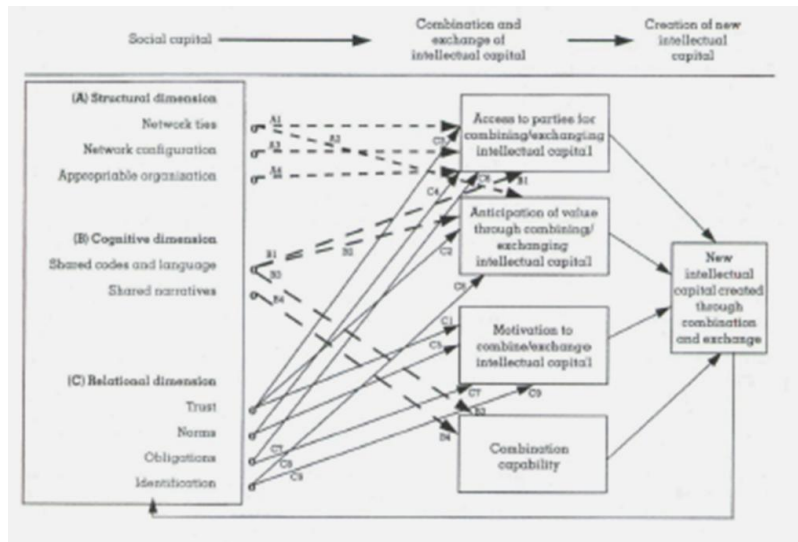 Social capital
Combination and
exchange of
intellectual capital
Creation of new
intellectual
capital
(A) Structural dimension
Network ties
Network configuration
Appropriable organization
(B) Cognitive dimension
Shared codes and language
Shared narratives
(C) Relational dimension
Trust
Norms
Obligations
Identification
A1
A2
A3
A4
B1
B2
B3
B4
C7
C4
C2
C1
C3
C7
C9
B4
B1
Access to parties for
combining/exchanging
intellectual capital
Anticipation of value
through combining/
exchanging
intellectual capital
Motivation to
combine/exchange
intellectual capital
Combination
capability
New
intellectual
capital created
through
combination
and exchange